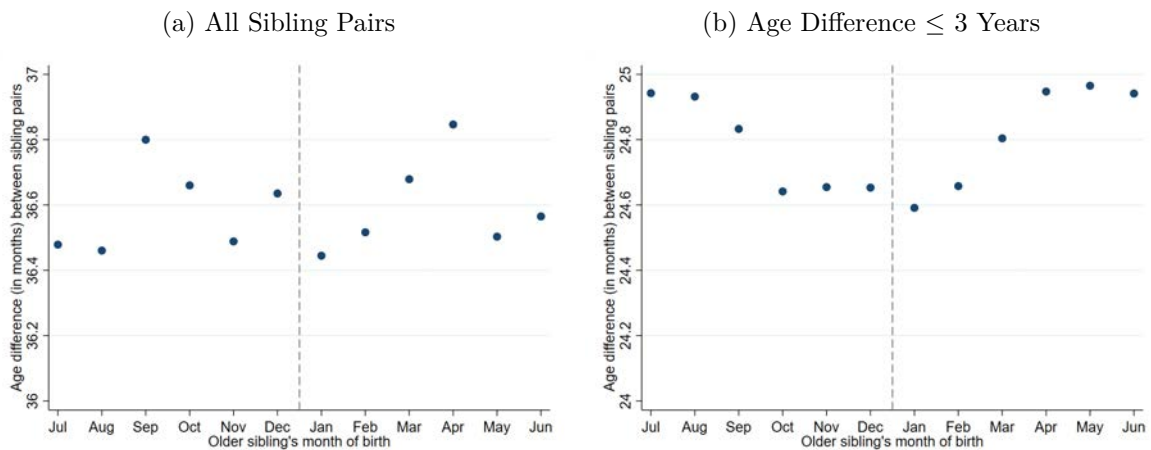 (a) All Sibling Pairs
Age difference (in months) between sibling pairs
37
36.8
36.6
36.4
36.2
36
Jul Aug Sep Oct Nov Dec Jan Feb Mar Apr May Jun
Older sibling's month of birth
(b) Age Difference ≤ 3 Years
Age difference (in months) between sibling pairs
25
24.8
24.6
24.4
24.2
24
Jul Aug Sep Oct Nov Dec Jan Feb Mar Apr May Jun
Older sibling's month of birth